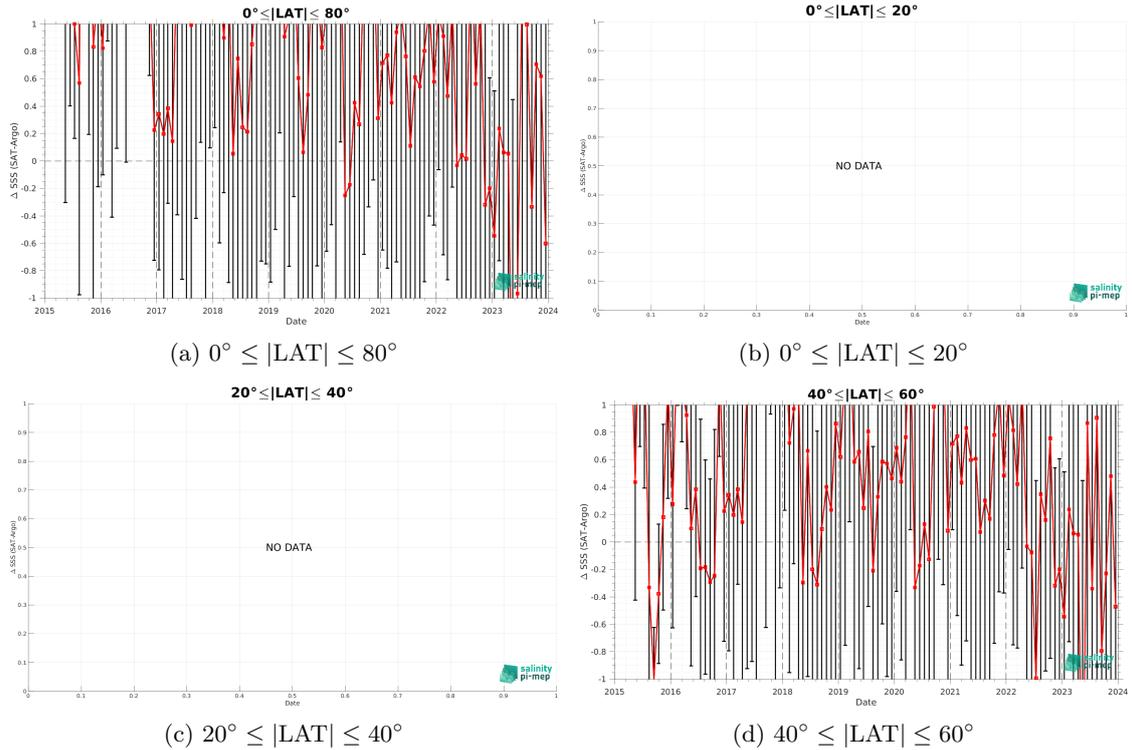 0°≤|LAT|≤ 80°
1
0.8
0.6
0.4
0.2
0
-0.2
-0.4
-0.6
-0.8
-1
Δ SSS (SAT-Argo)
2015 2016 2017 2018 2019 2020 2021 2022 2023 2024
Date
salinity
pi-mep
(a) 0° ≤ |LAT| ≤ 80°
0°≤|LAT|≤ 20°
1
0.9
0.8
0.7
0.6
0.5
0.4
0.3
0.2
0.1
0
Δ SSS (SAT-Argo)
NO DATA
0 0.1 0.2 0.3 0.4 0.5 0.6 0.7 0.8 0.9 1
Date
salinity
pi-mep
(b) 0° ≤ |LAT| ≤ 20°
20°≤|LAT|≤ 40°
1
0.9
0.8
0.7
0.6
0.5
0.4
0.3
0.2
0.1
0
Δ SSS (SAT-Argo)
NO DATA
0 0.1 0.2 0.3 0.4 0.5 0.6 0.7 0.8 0.9 1
Date
salinity
pi-mep
(c) 20° ≤ |LAT| ≤ 40°
40°≤|LAT|≤ 60°
1
0.8
0.6
0.4
0.2
0
-0.2
-0.4
-0.6
-0.8
-1
Δ SSS (SAT-Argo)
2015 2016 2017 2018 2019 2020 2021 2022 2023 2024
Date
salinity
pi-mep
(d) 40° ≤ |LAT| ≤ 60°